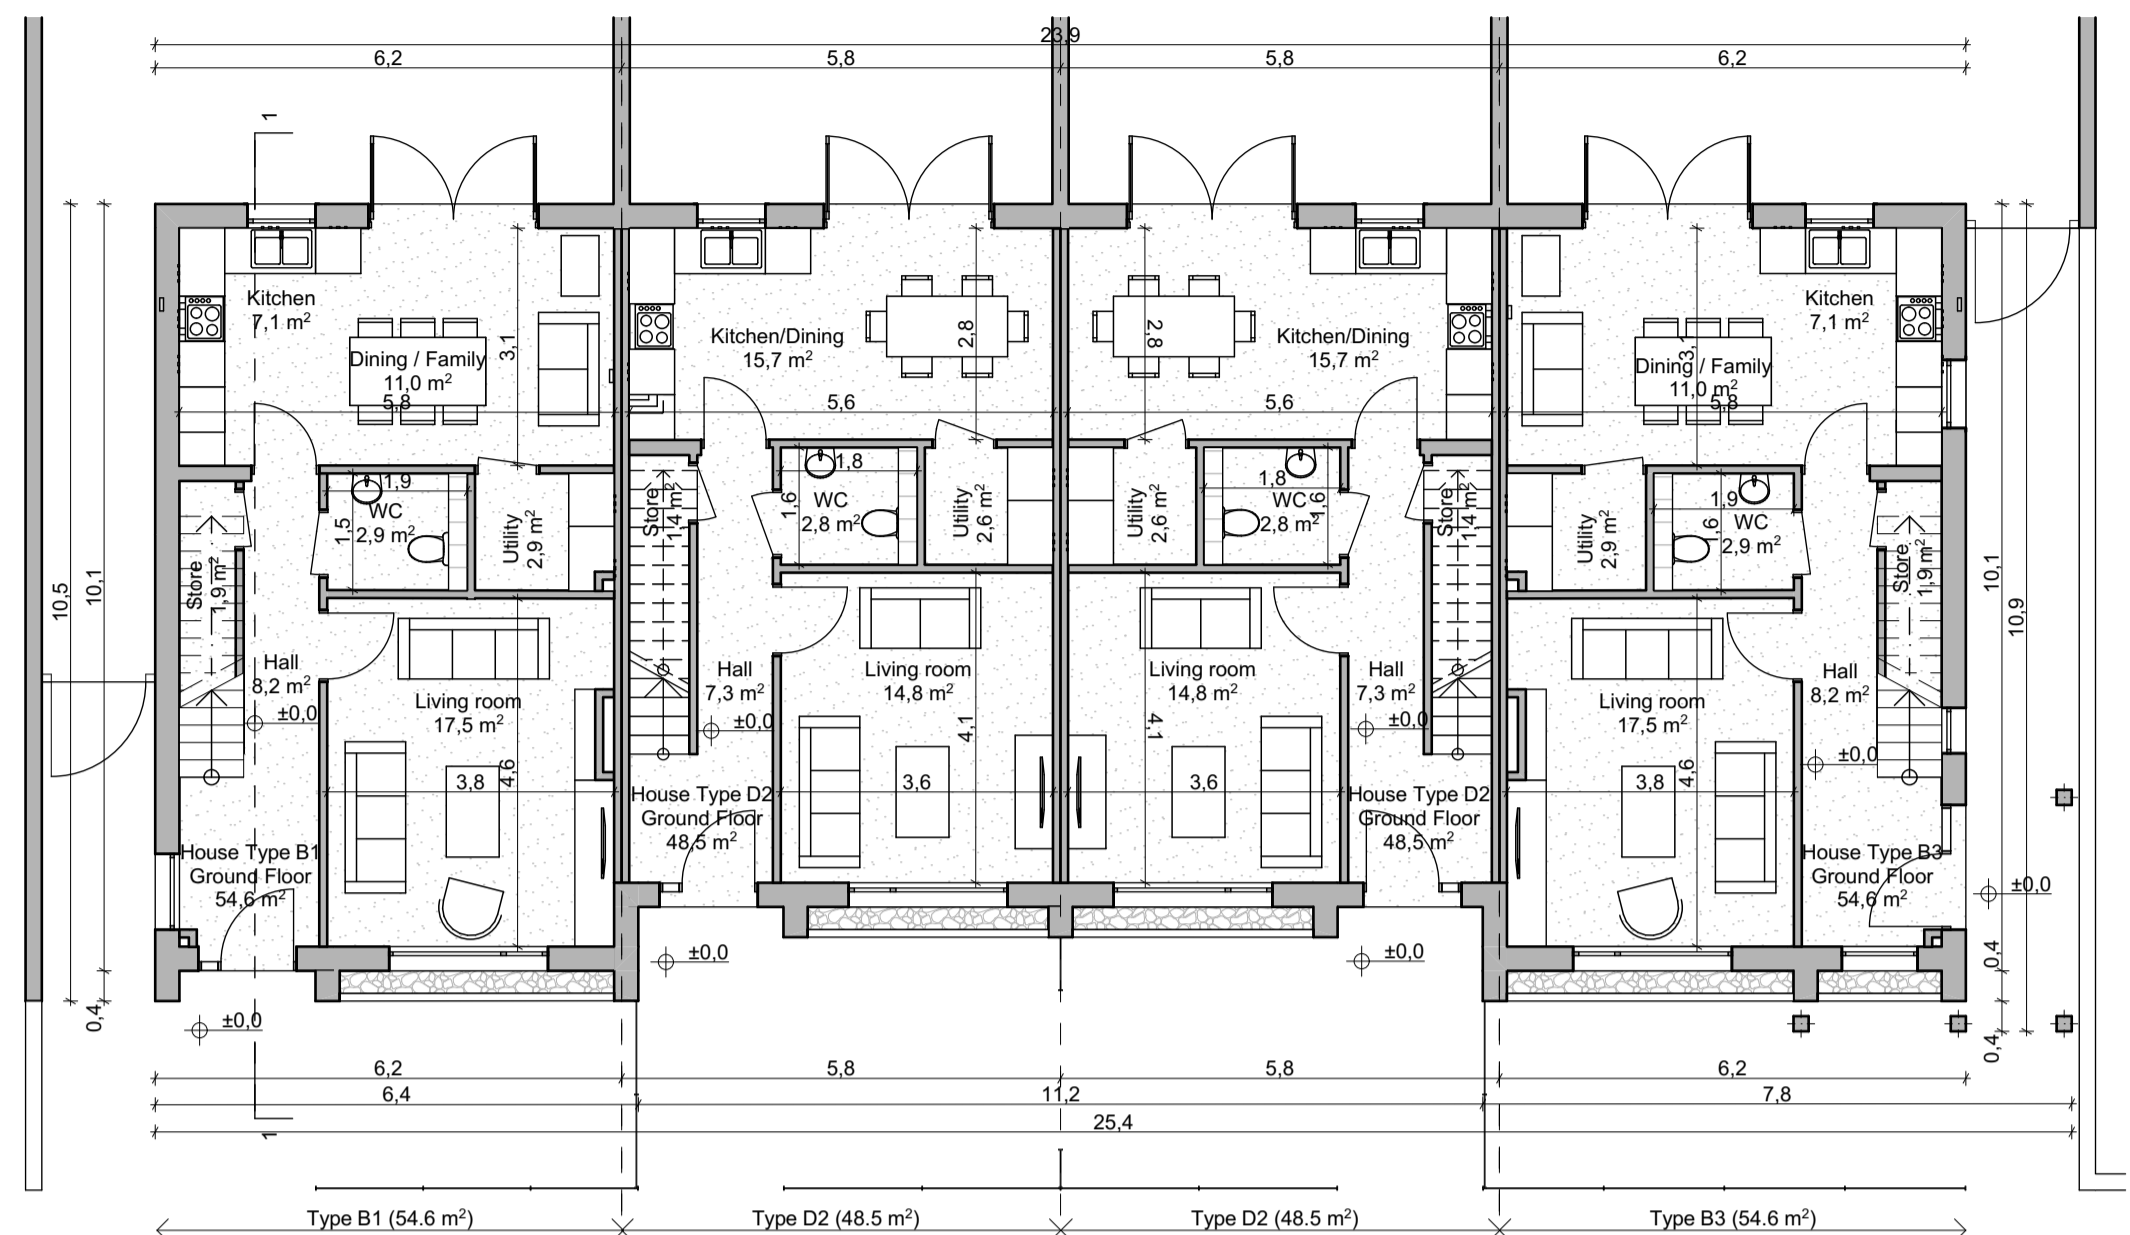 23,9
6,2
5,8
5,8
6,2
1
Kitchen
7,1 m²
Dining / Family
11,0 m²
5,8
3,1
Kitchen/Dining
15,7 m²
2,8
5,6
Kitchen/Dining
15,7 m²
2,8
5,6
Kitchen
7,1 m²
Dining / Family
11,0 m²
5,8
3,1
10,5
10,1
0,4
1,9
1,5
WC
2,9 m²
Utility
2,9 m²
Store
1,9 m²
Store
1,4 m²
1,8
1,6
WC
2,8 m²
Utility
2,6 m²
Utility
2,6 m²
1,8
1,6
WC
2,8 m²
Store
1,4 m²
Utility
2,9 m²
1,9
1,6
WC
2,9 m²
Store
1,9 m²
10,1
10,9
0,4
0,4
Hall
8,2 m²
±0,0
Living room
17,5 m²
3,8
4,6
Hall
7,3 m²
±0,0
Living room
14,8 m²
4,1
3,6
Living room
14,8 m²
4,1
3,6
Hall
7,3 m²
±0,0
Living room
17,5 m²
3,8
4,6
Hall
8,2 m²
±0,0
House Type B1
Ground Floor
54,6 m²
House Type D2
Ground Floor
48,5 m²
House Type D2
Ground Floor
48,5 m²
House Type B3
Ground Floor
54,6 m²
±0,0
±0,0
±0,0
±0,0
6,2
5,8
5,8
6,2
6,4
11,2
7,8
25,4
1
Type B1 (54.6 m²)
Type D2 (48.5 m²)
Type D2 (48.5 m²)
Type B3 (54.6 m²)